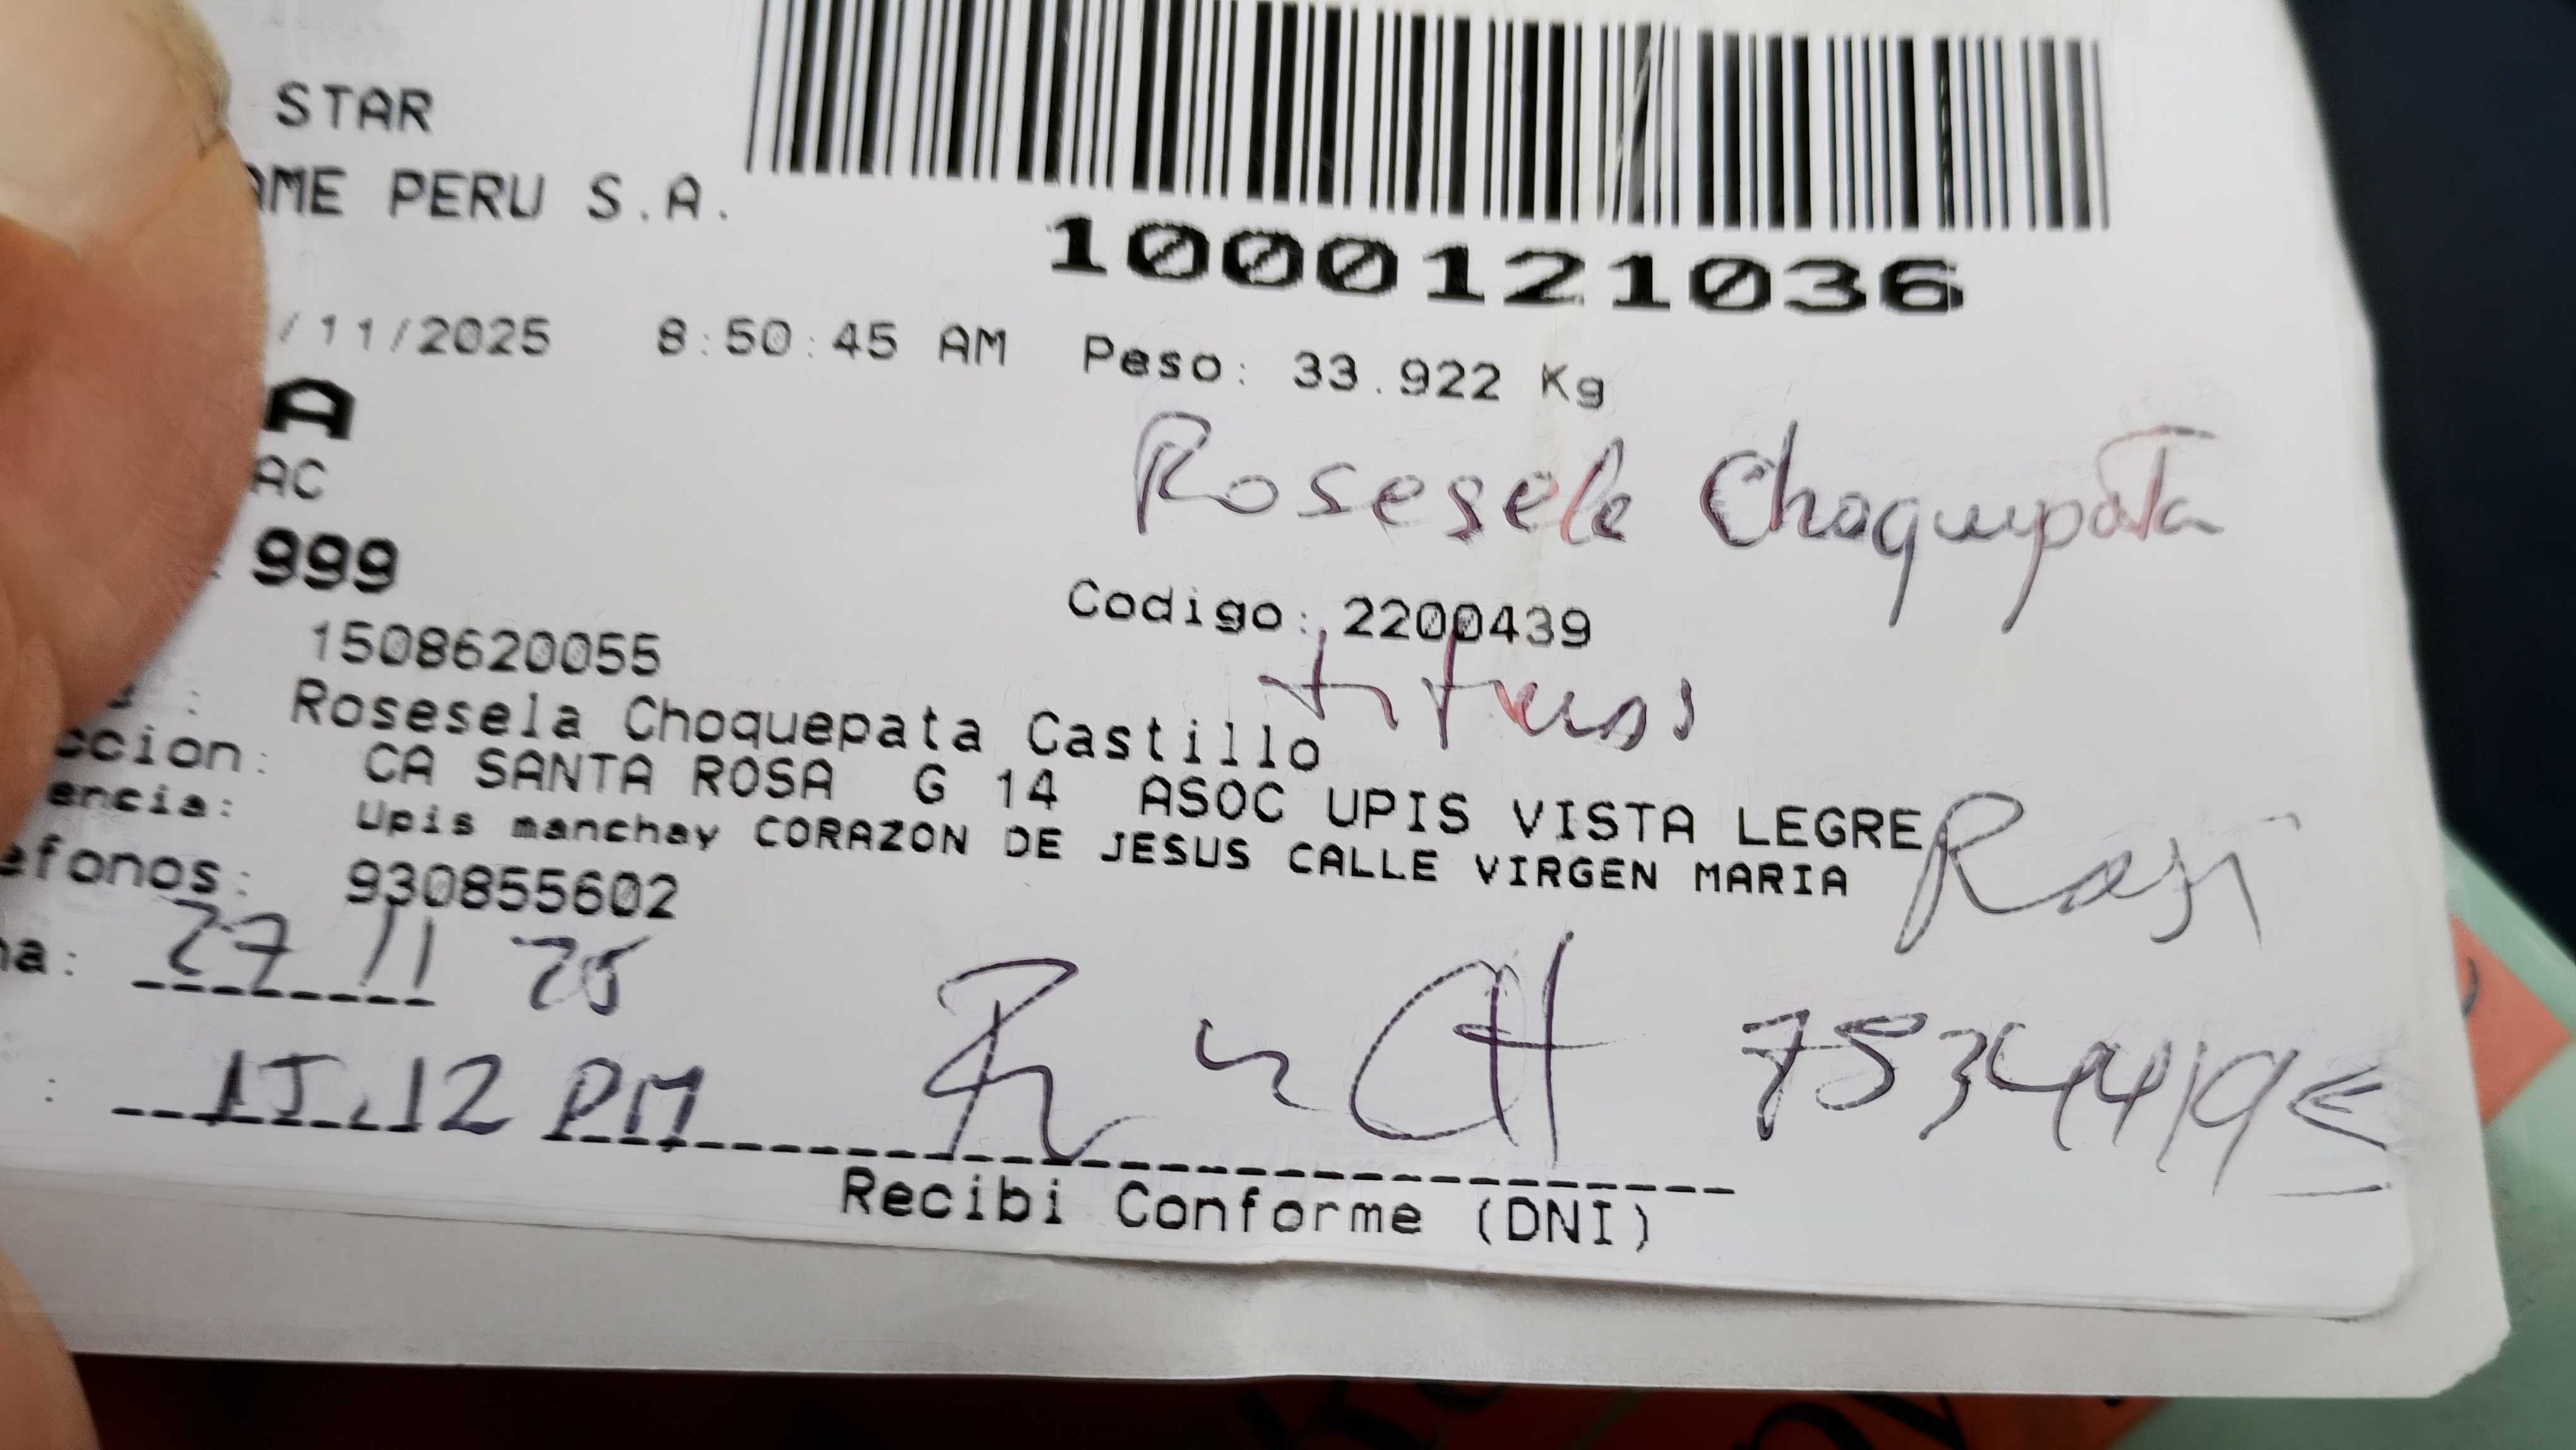 STAR
AME PERU S.A.
1000121036
/11/2025 8:50:45 AM Peso: 33.922 Kg
A
AC
Rosesele Choquepata
999
Codigo: 2200439
1508620055
Rosesela Choquepata Castillo
ccion: CA SANTA ROSA G 14 ASOC UPIS VISTA LEGRE
encia: Upis manchay CORAZON DE JESUS CALLE VIRGEN MARIA
efonos: 930855602
27 11 25
12 PM
Recibi Conforme (DNI)